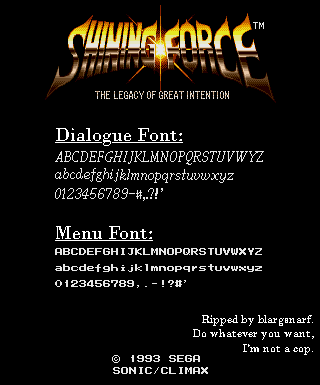 SHINING FORCE™
THE LEGACY OF GREAT INTENTION
Dialogue Font:
ABCDEFGHIJKLMNOPQRSTUVWXYZ
abcdefghijklmnopqrstuvwxyz
0123456789-#,.?!'
Menu Font:
ABCDEFGHIJKLMNOPQRSTUVWXYZ
abcdefghijklmnopqrstuvwxyz
0123456789,.-!?#'
Ripped by blargsnarf.
Do whatever you want,
I'm not a cop.
© 1993 SEGA
SONIC/CLIMAX